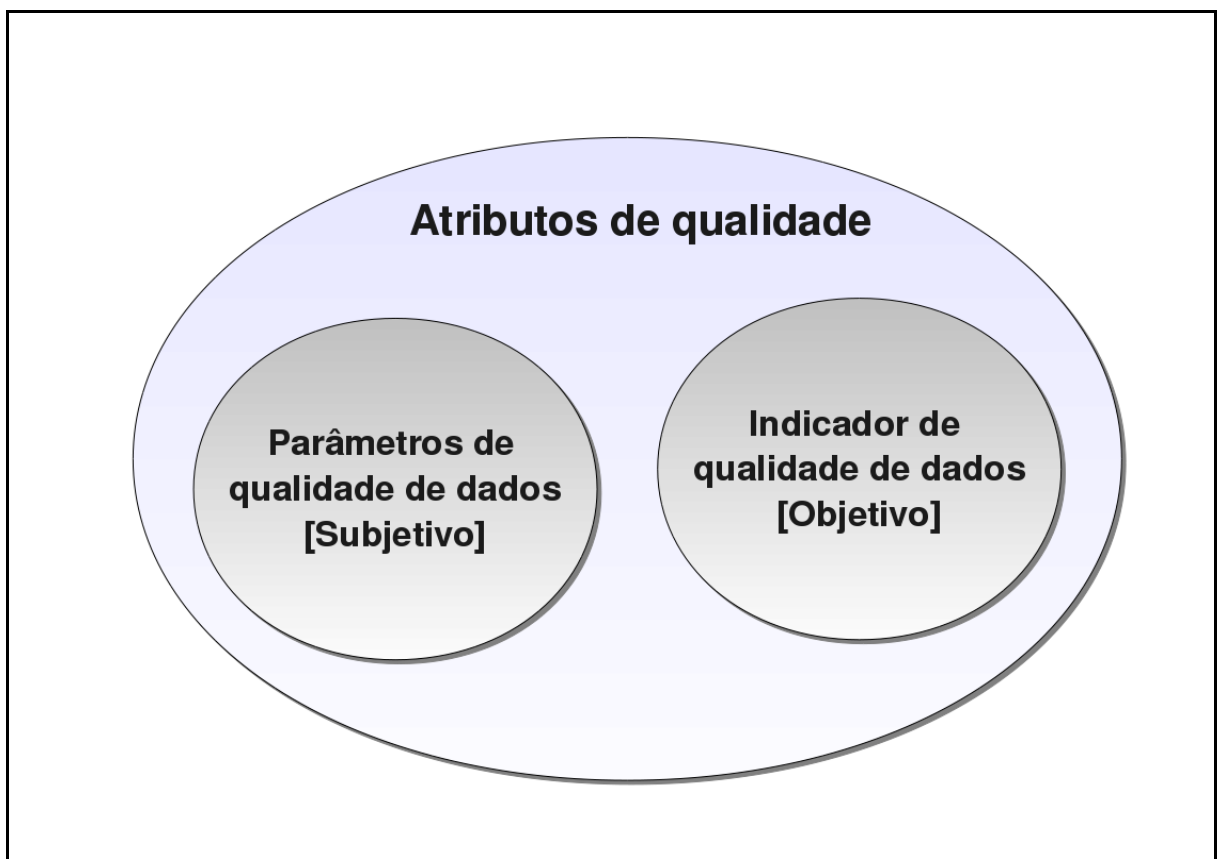 Atributos de qualidade
Parâmetros de
qualidade de dados
[Subjetivo]
Indicador de
qualidade de dados
[Objetivo]